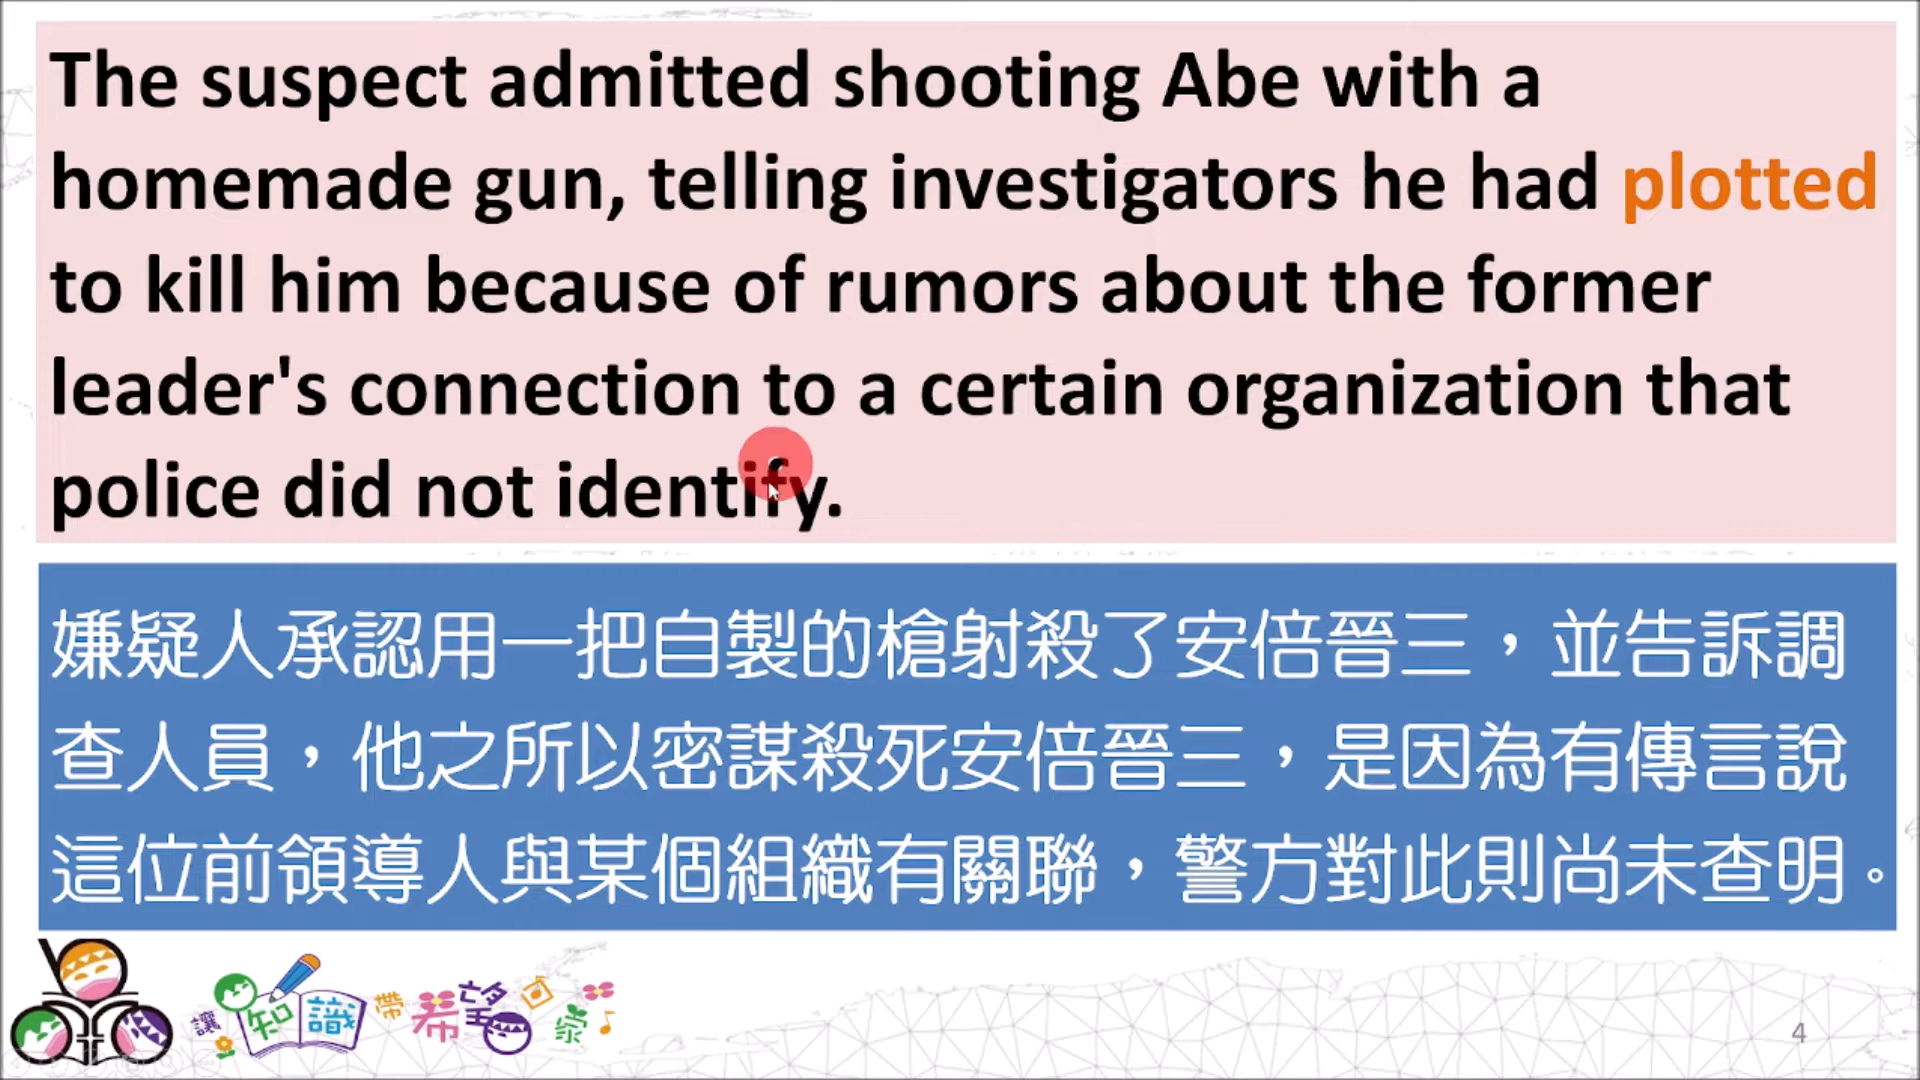 The suspect admitted shooting Abe with a
homemade gun, telling investigators he had plotted
to kill him because of rumors about the former
leader's connection to a certain organization that
police did not identify.
嫌疑人承認用一把自製的槍射殺了安倍晉三，並告訴調
查人員，他之所以密謀殺死安倍晉三，是因為有傳言說
這位前領導人與某個組織有關聯，警方對此則尚未查明。
讓知識帶希望回家
4